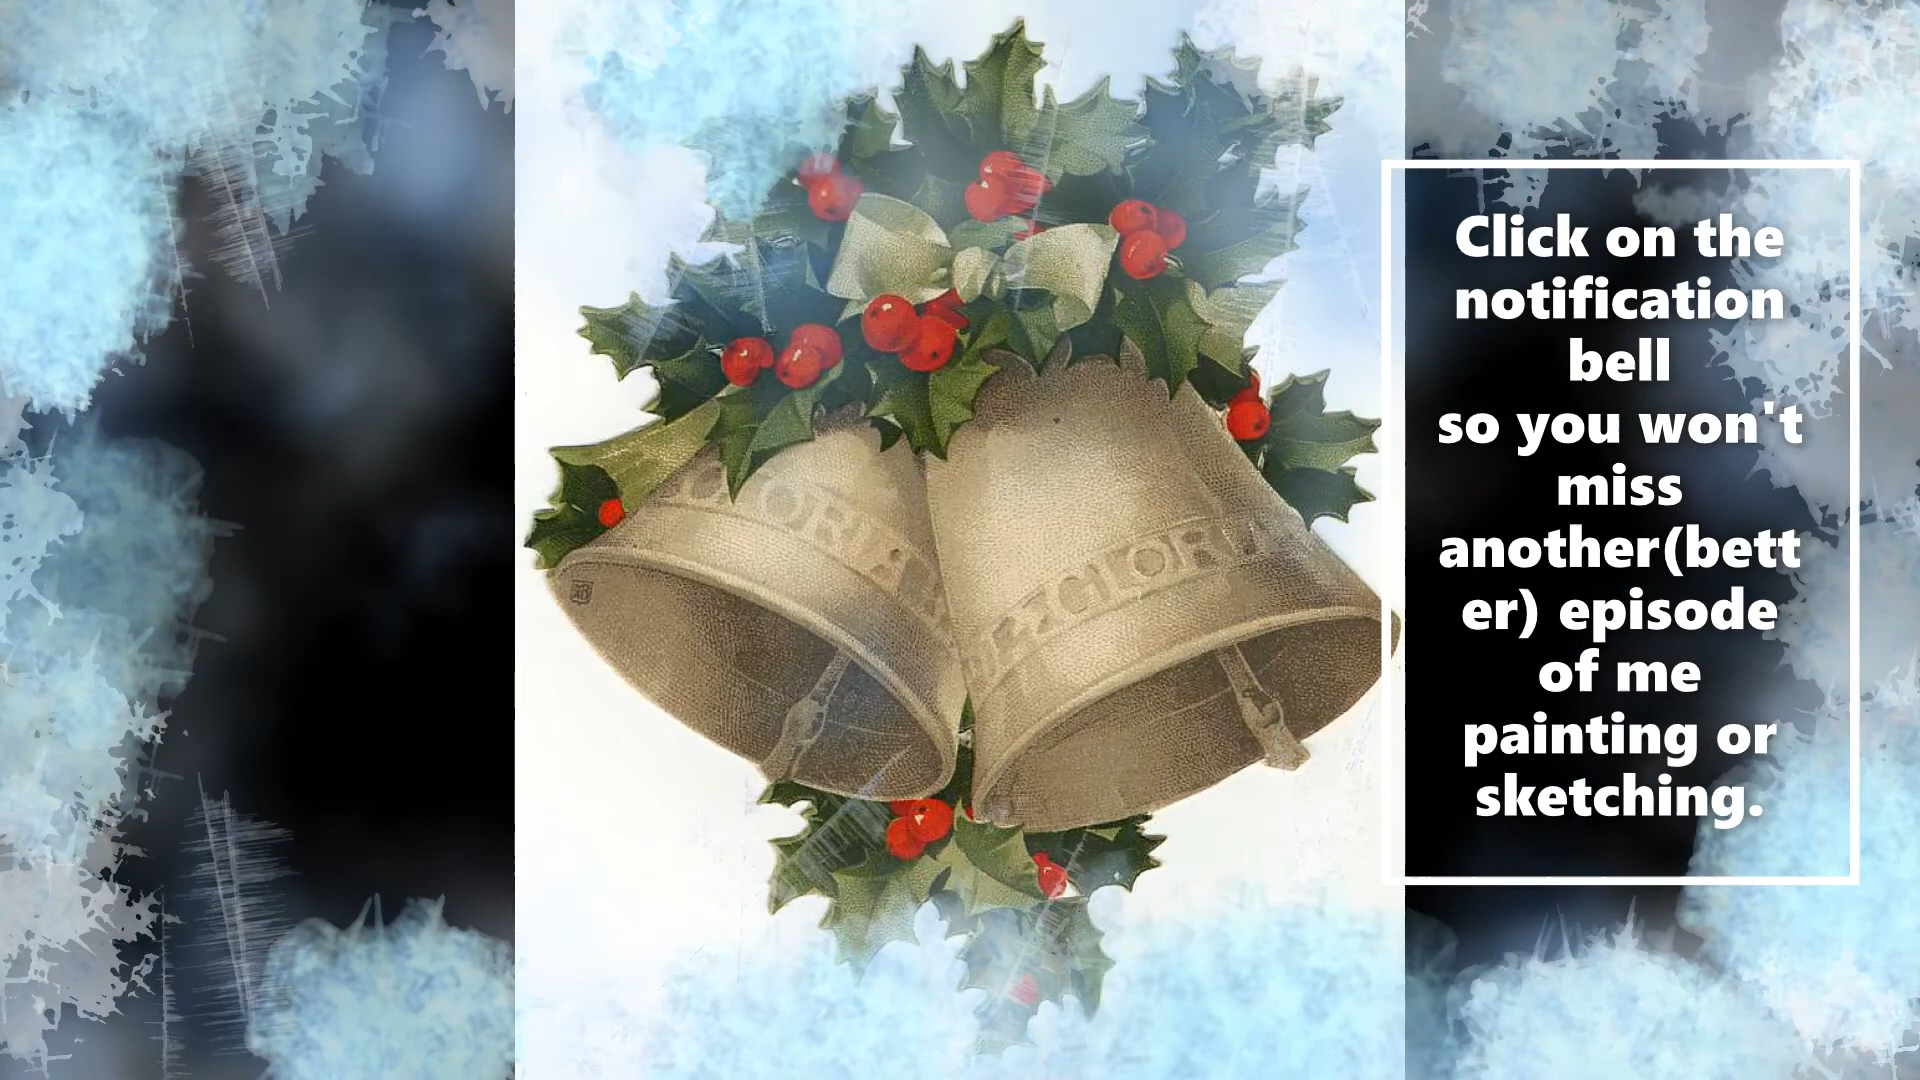 Click on the
notification
bell
so you won't
miss
another(bett
er) episode
of me
painting or
sketching.